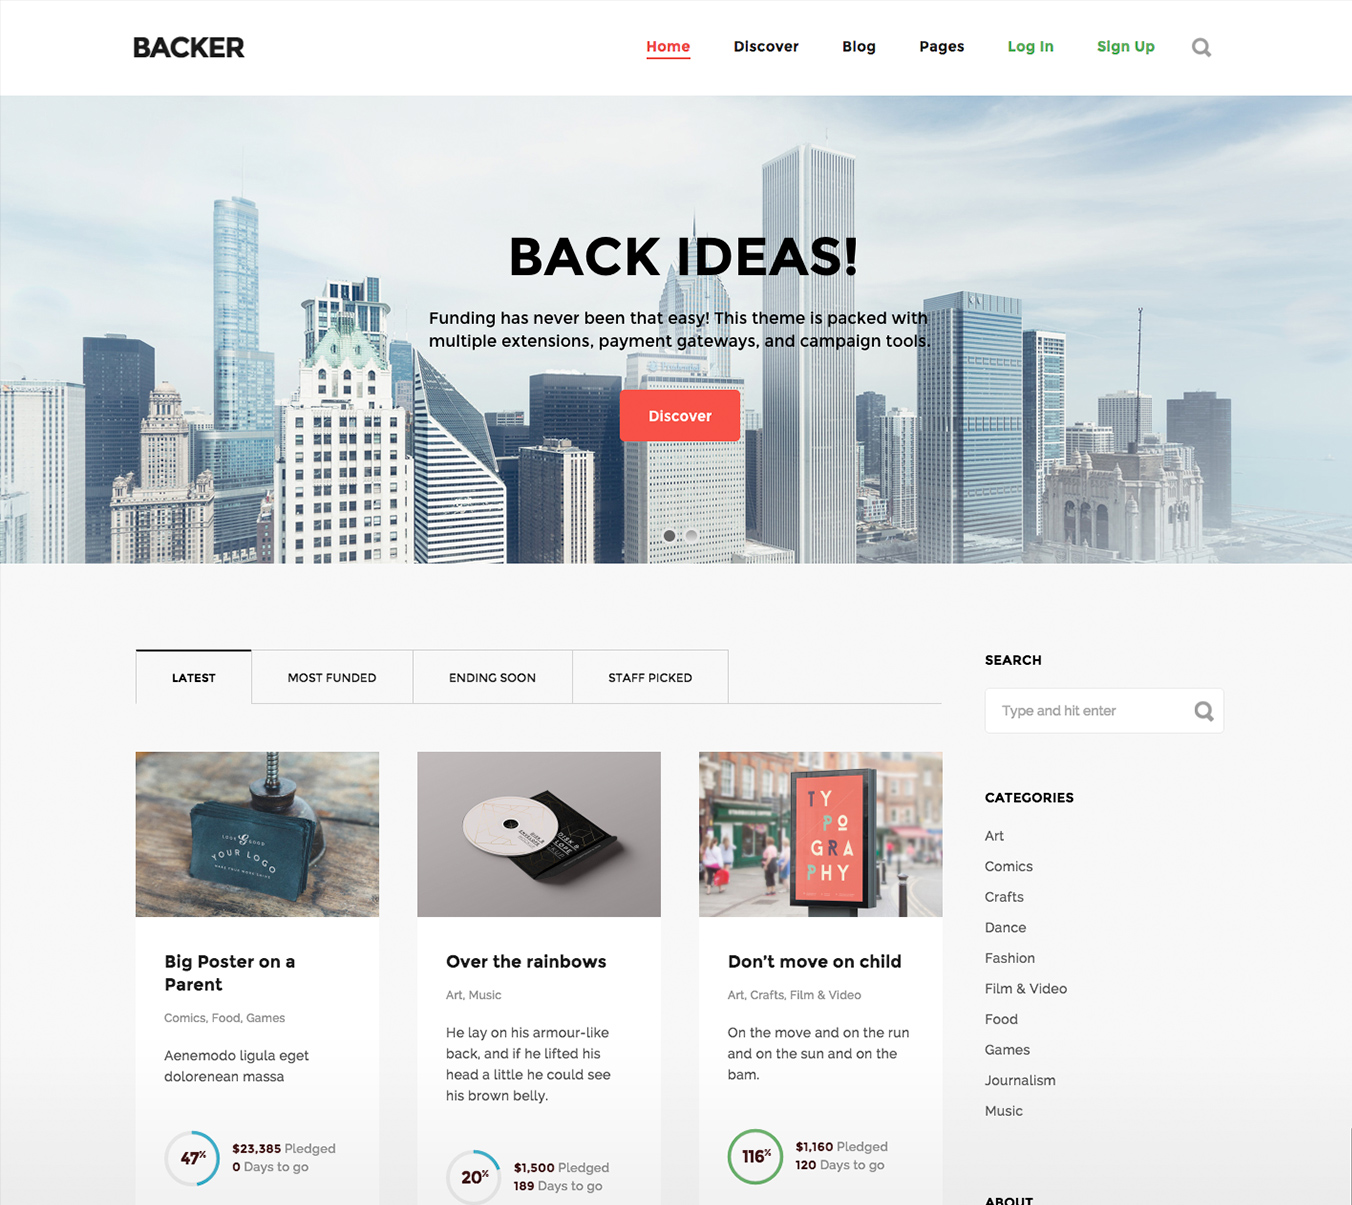 BACKER
Home Discover Blog Pages Log In Sign Up
BACK IDEAS!
Funding has never been that easy! This theme is packed with
multiple extensions, payment gateways, and campaign tools.
Prudential
Discover
LATEST MOST FUNDED ENDING SOON STAFF PICKED
LOOK G GOOD
YOUR LOGO
Big Poster on a
Parent
Comics, Food, Games
Aenemodo ligula eget
dolorenean massa
47%
$23,385 Pledged
0 Days to go
DISK &
Over the rainbows
Art, Music
He lay on his armour-like
back, and if he lifted his
head a little he could see
his brown belly.
20%
$1,500 Pledged
189 Days to go
TY
PO
GRA
PHY
Don’t move on child
Art, Crafts, Film & Video
On the move and on the run
and on the sun and on the
bam.
116%
$1,160 Pledged
120 Days to go
SEARCH
Type and hit enter
CATEGORIES
Art
Comics
Crafts
Dance
Fashion
Film & Video
Food
Games
Journalism
Music
ABOUT